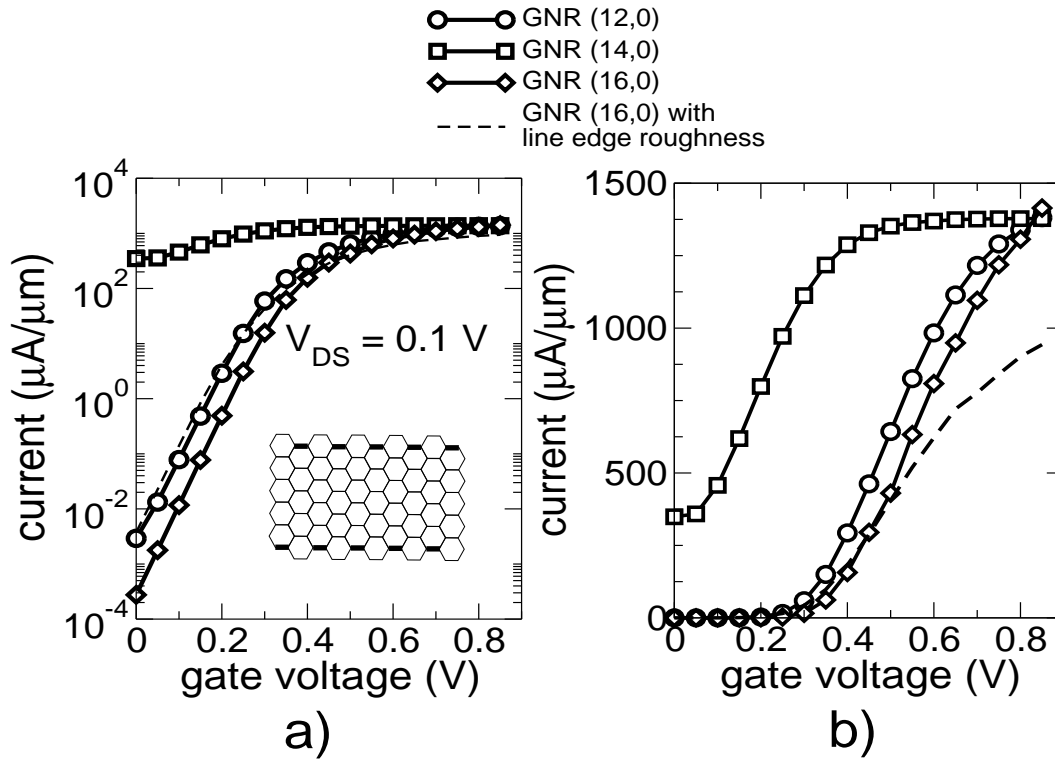 GNR (12,0)
GNR (14,0)
GNR (16,0)
GNR (16,0) with
line edge roughness
10^4
10^2
10^0
10^-2
10^-4
current (μA/μm)
V_DS = 0.1 V
0 0.2 0.4 0.6 0.8
gate voltage (V)
a)
1500
1000
500
0
current (μA/μm)
0 0.2 0.4 0.6 0.8
gate voltage (V)
b)